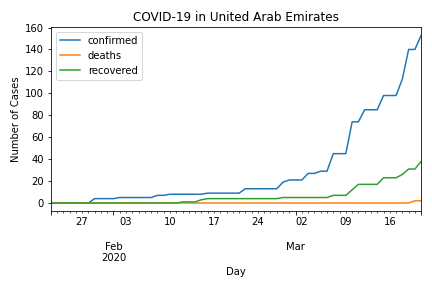 COVID-19 in United Arab Emirates
confirmed
deaths
recovered
Number of Cases
160
140
120
100
80
60
40
20
0
27 03 10 17 24 02 09 16
Feb Mar
2020
Day